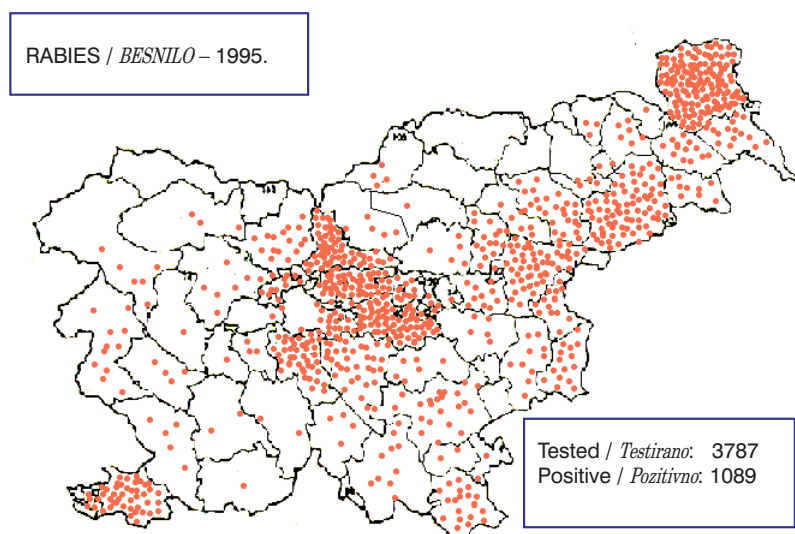 RABIES / BESNILO – 1995.
Tested / Testirano: 3787
Positive / Pozitivno: 1089